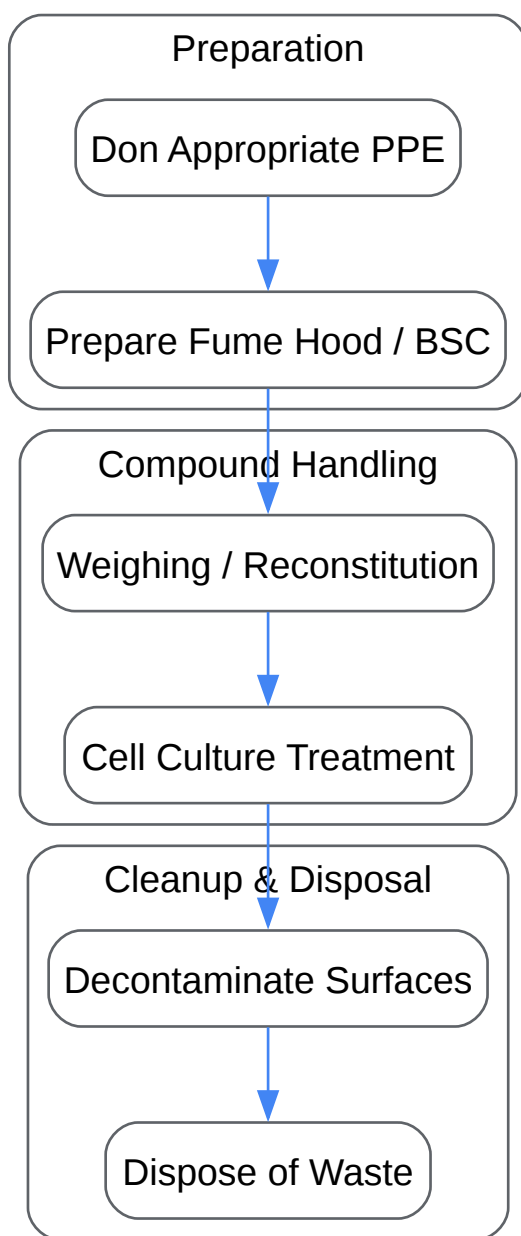 Preparation
Don Appropriate PPE
Prepare Fume Hood / BSC
Compound Handling
Weighing / Reconstitution
Cell Culture Treatment
Cleanup & Disposal
Decontaminate Surfaces
Dispose of Waste